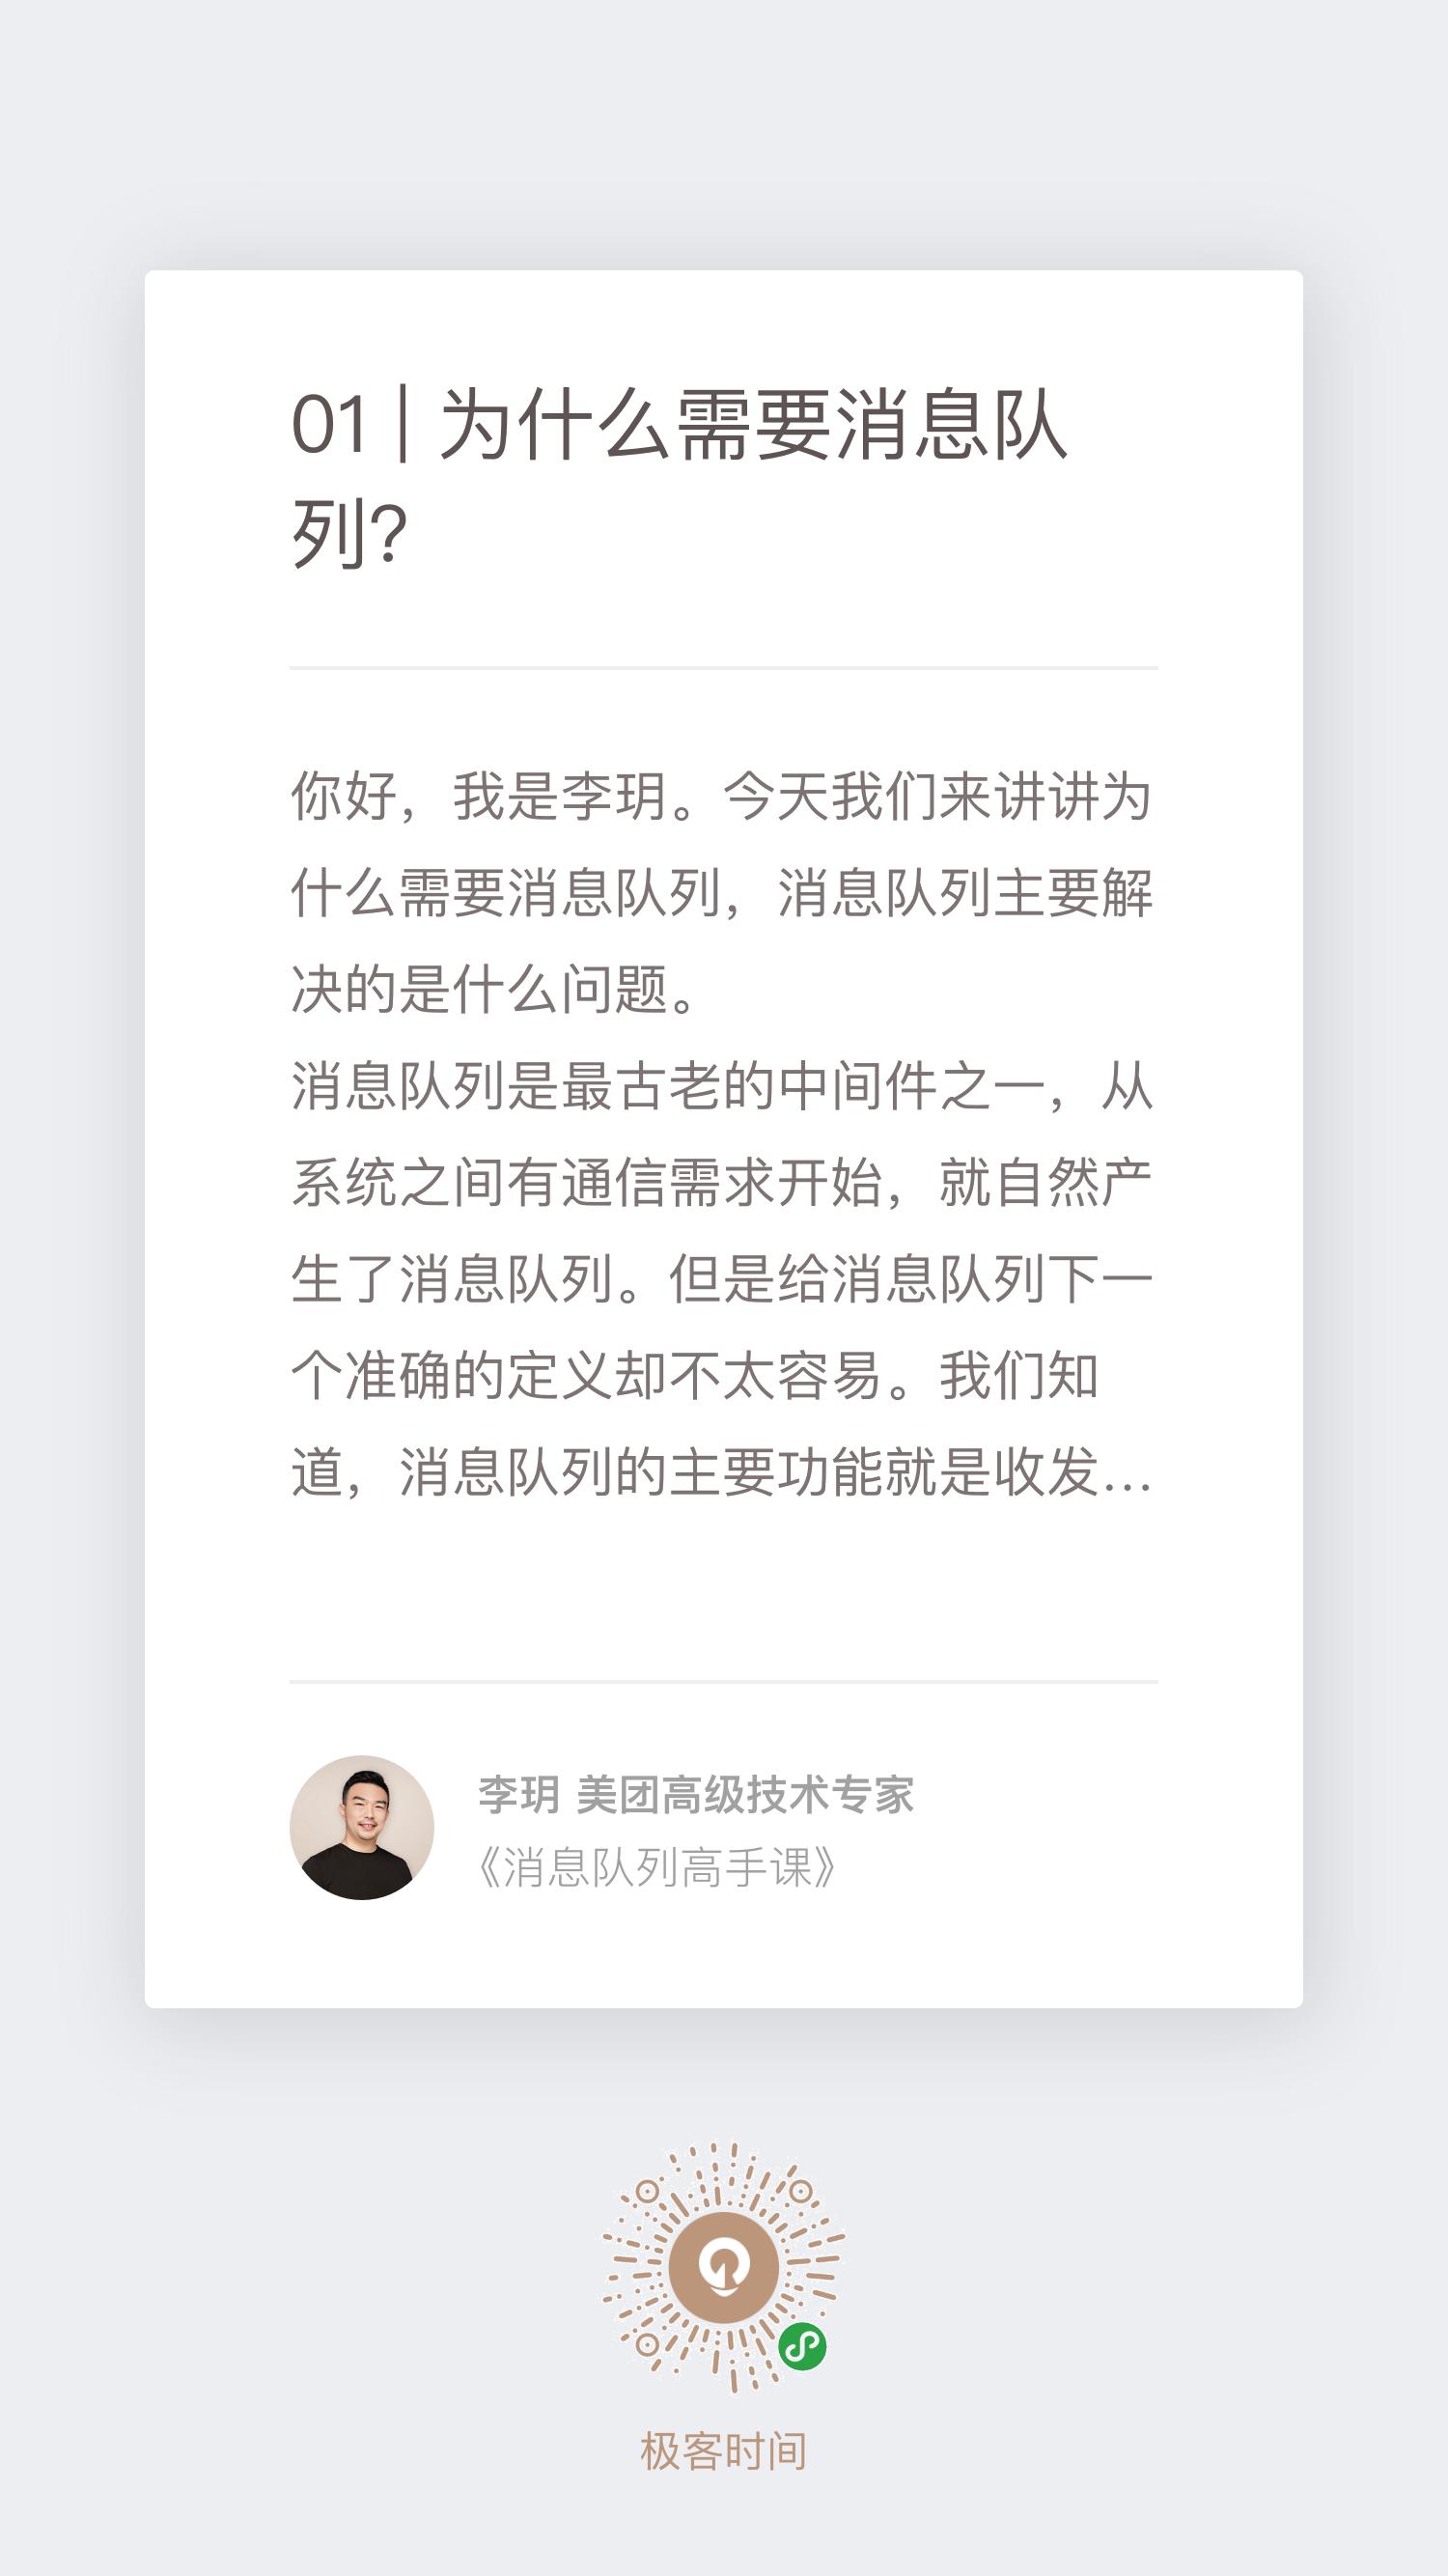 01 | 为什么需要消息队
列?
你好，我是李玥。今天我们来讲讲为
什么需要消息队列，消息队列主要解
决的是什么问题。
消息队列是最古老的中间件之一，从
系统之间有通信需求开始，就自然产
生了消息队列。但是给消息队列下一
个准确的定义却不太容易。我们知
道，消息队列的主要功能就是收发...
李玥 美团高级技术专家
《消息队列高手课》
极客时间